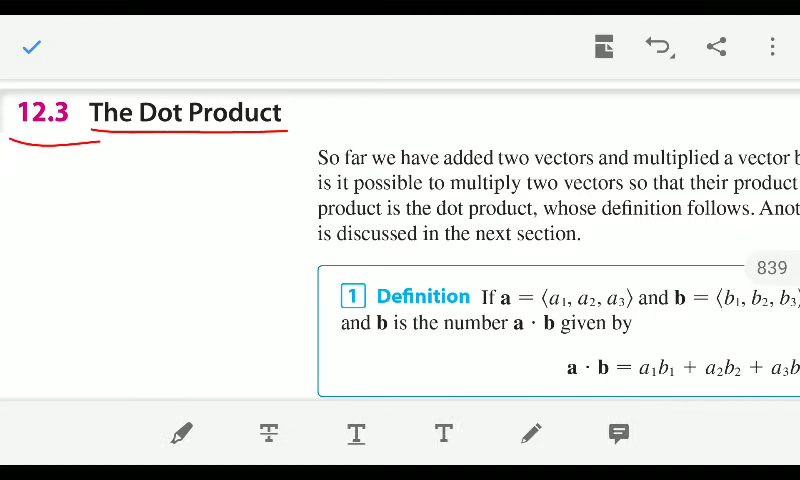 12.3 The Dot Product
So far we have added two vectors and multiplied a vector
is it possible to multiply two vectors so that their product
product is the dot product, whose definition follows.
is discussed in the next section.
839
1 Definition If a = ⟨a₁, a₂, a₃⟩ and b = ⟨b₁, b₂, b₃⟩
and b is the number a · b given by
a · b = a₁b₁ + a₂b₂ + a₃b